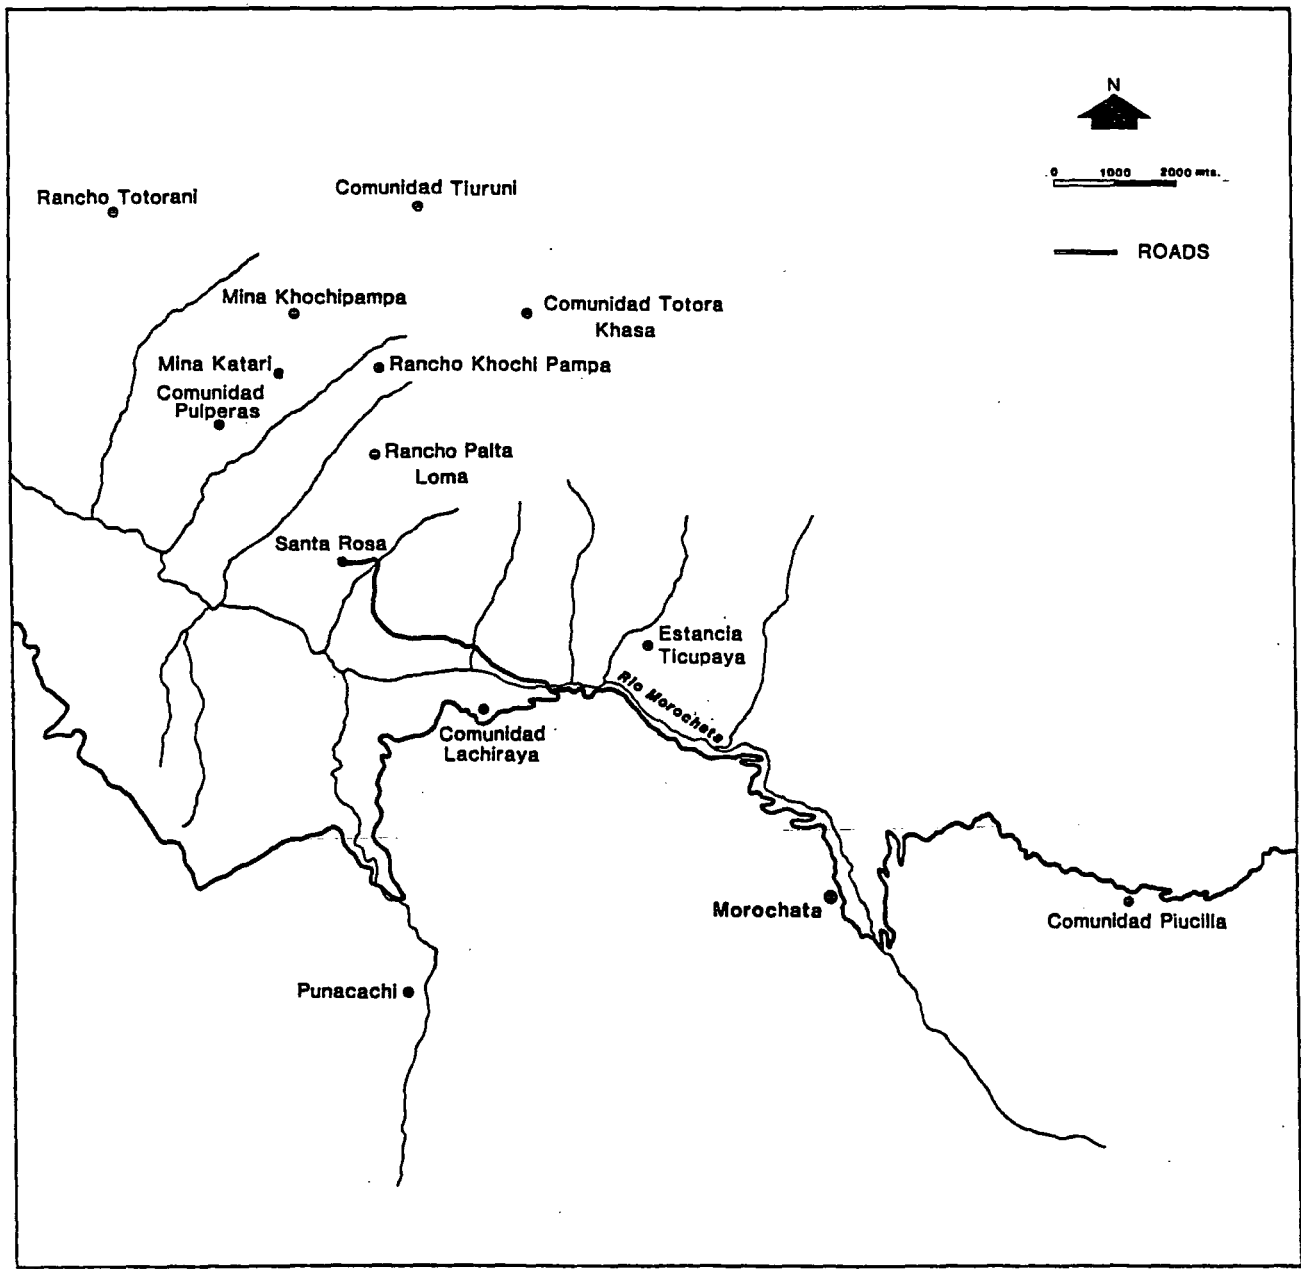 N
0 1000 2000 mts.
Rancho Totorani
Comunidad Tiuruni
ROADS
Mina Khochipampa
Comunidad Totora
Khasa
Mina Katari
Rancho Khochi Pampa
Comunidad
Pulperas
Rancho Palta
Loma
Santa Rosa
Estancia
Ticupaya
Rio Morochata
Comunidad
Lachiraya
Morochata
Comunidad Piucilla
Punacachi